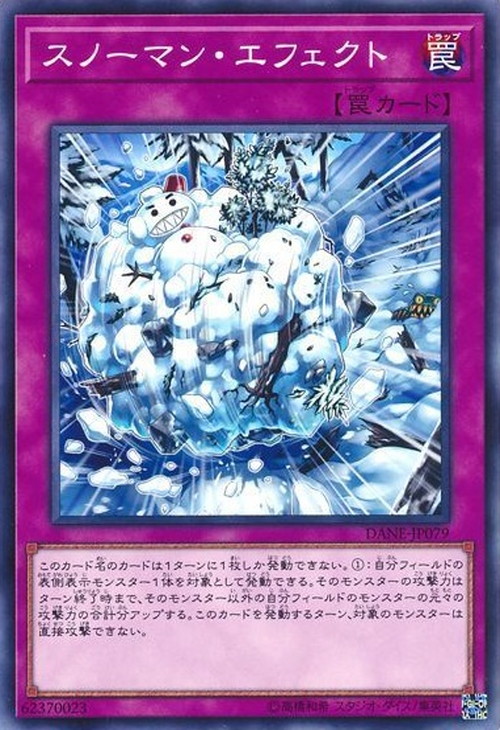 スノーマン・エフェクト
トラップ
罠
トラップ
【罠カード】
DANE-JP079
このカード名のカードは1ターンに1枚しか発動できない。①：自分フィールドの
表側表示モンスター1体を対象として発動できる。そのモンスターの攻撃力は
ターン終了時まで、そのモンスター以外の自分フィールドのモンスターの元々の
攻撃力の合計分アップする。このカードを発動するターン、対象のモンスターは
直接攻撃できない。
62370023
©高橋和希 スタジオ・ダイス/集英社